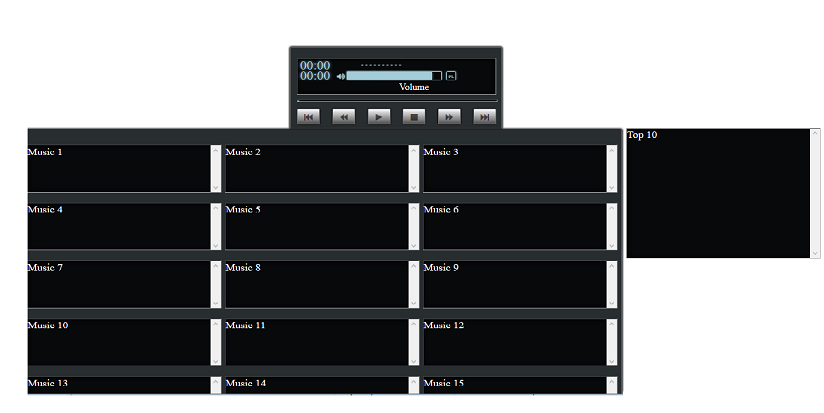 00:00
----------
00:00
Volume
Top 10
Music 1
Music 2
Music 3
Music 4
Music 5
Music 6
Music 7
Music 8
Music 9
Music 10
Music 11
Music 12
Music 13
Music 14
Music 15